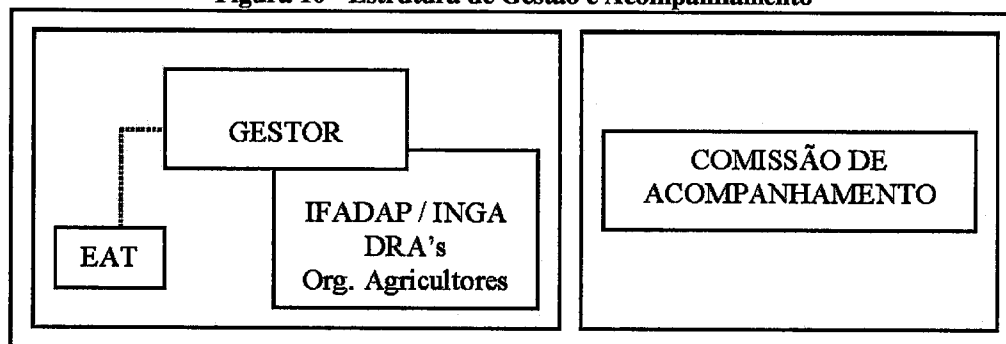 Figura 10 - Estrutura de Gestão e Acompanhamento
GESTOR
EAT
IFADAP / INGA
DRA's
Org. Agricultores
COMISSÃO DE
ACOMPANHAMENTO